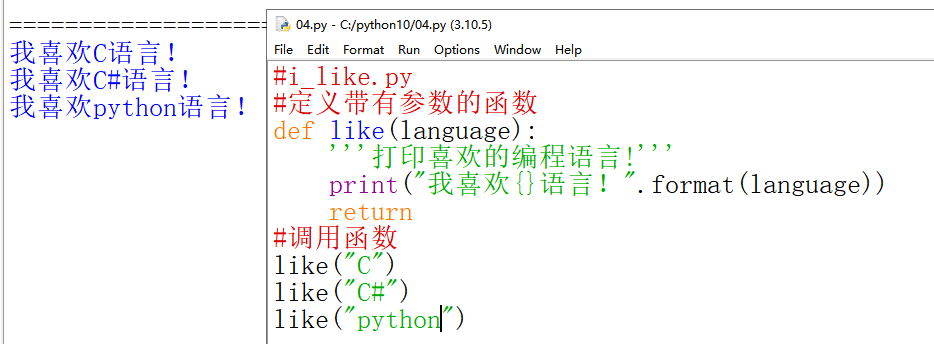 ====================
我喜欢C语言！
我喜欢C#语言！
我喜欢python语言！
04.py - C:/python10/04.py (3.10.5)
File Edit Format Run Options Window Help
#i_like.py
#定义带有参数的函数
def like(language):
    '''打印喜欢的编程语言!'''
    print("我喜欢{}语言！".format(language))
    return
#调用函数
like("C")
like("C#")
like("python")